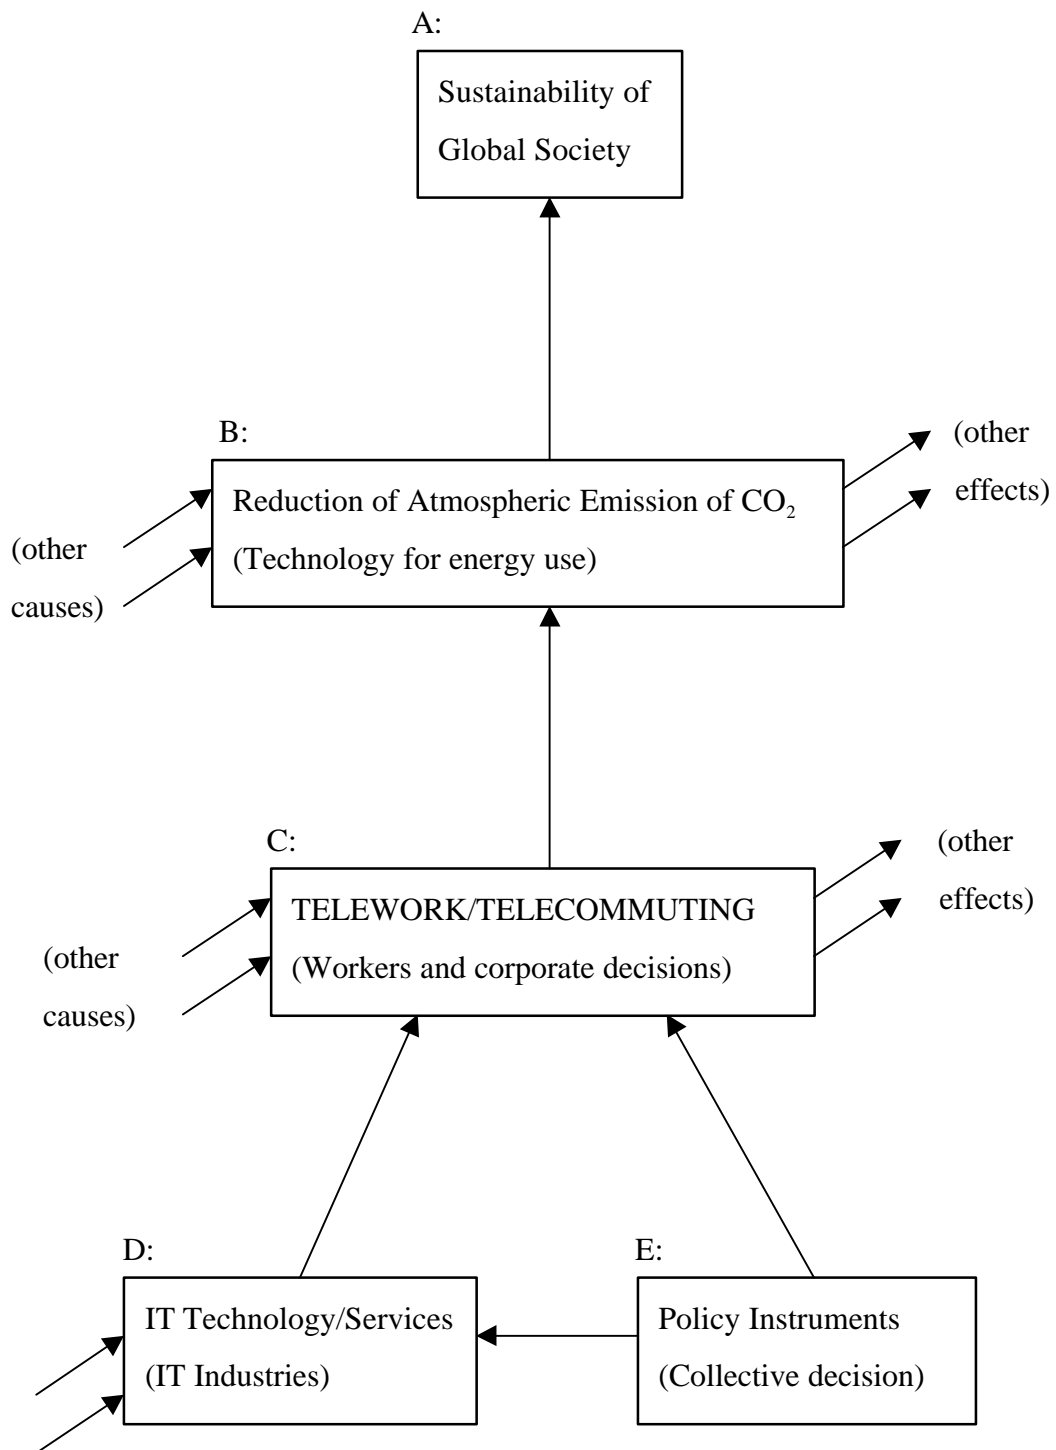 A:
Sustainability of
Global Society
B:
(other
effects)
Reduction of Atmospheric Emission of CO₂
(Technology for energy use)
(other
causes)
C:
(other
effects)
TELEWORK/TELECOMMUTING
(Workers and corporate decisions)
(other
causes)
D:
E:
IT Technology/Services
(IT Industries)
Policy Instruments
(Collective decision)